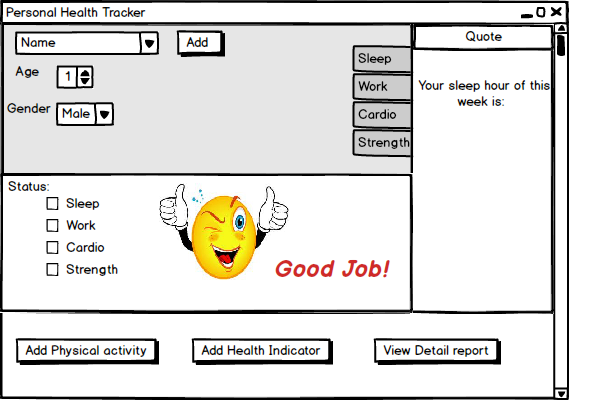 Personal Health Tracker
Name
Add
Age
1
Gender
Male
Sleep
Work
Cardio
Strength
Quote
Your sleep hour of this
week is:
Status:
Sleep
Work
Cardio
Strength
Good Job!
Add Physical activity
Add Health Indicator
View Detail report